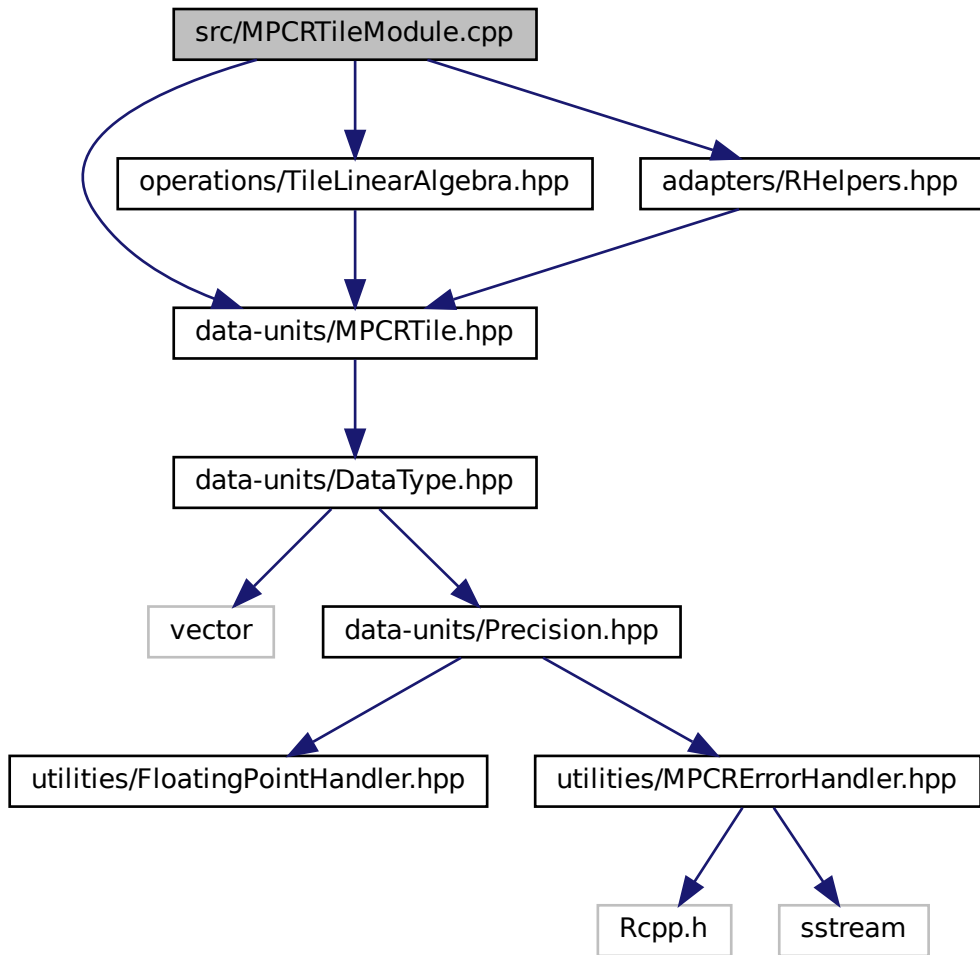 src/MPCRTileModule.cpp
operations/TileLinearAlgebra.hpp
adapters/RHelpers.hpp
data-units/MPCRTile.hpp
data-units/DataType.hpp
vector
data-units/Precision.hpp
utilities/FloatingPointHandler.hpp
utilities/MPCRErrorHandler.hpp
Rcpp.h
sstream